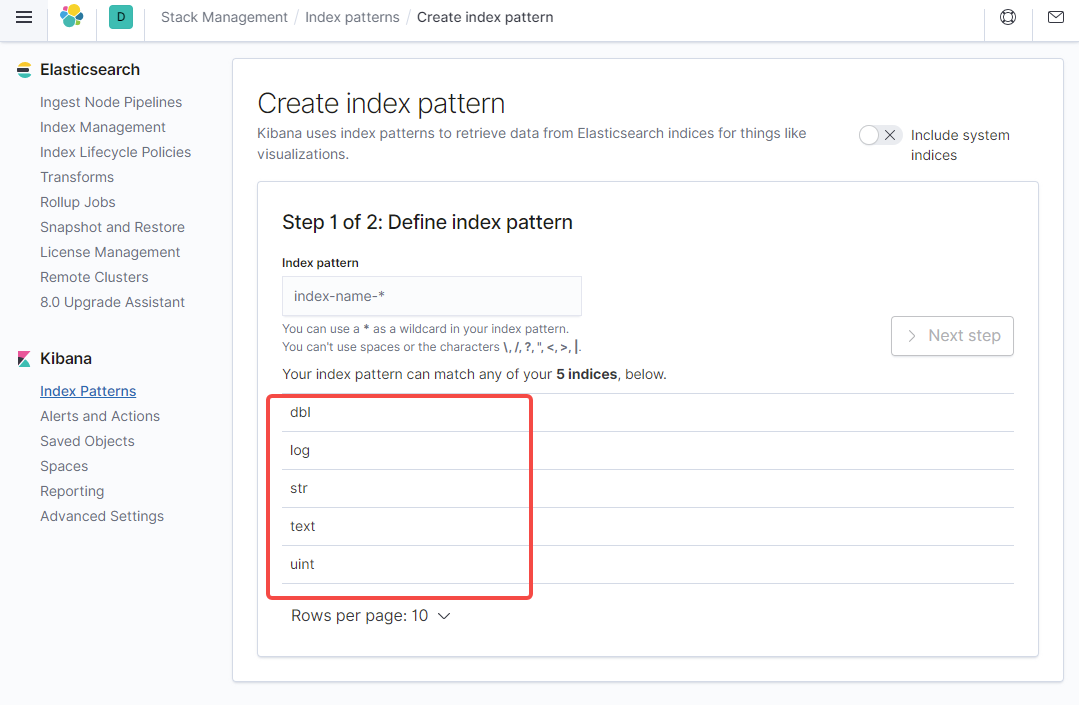 D Stack Management / Index patterns / Create index pattern
Elasticsearch
Ingest Node Pipelines
Index Management
Index Lifecycle Policies
Transforms
Rollup Jobs
Snapshot and Restore
License Management
Remote Clusters
8.0 Upgrade Assistant
Kibana
Index Patterns
Alerts and Actions
Saved Objects
Spaces
Reporting
Advanced Settings
Create index pattern
Kibana uses index patterns to retrieve data from Elasticsearch indices for things like
visualizations.
Include system
indices
Step 1 of 2: Define index pattern
Index pattern
index-name-*
You can use a * as a wildcard in your index pattern.
You can't use spaces or the characters \, /, ?, ", <, >, |.
Next step
Your index pattern can match any of your 5 indices, below.
dbl
log
str
text
uint
Rows per page: 10